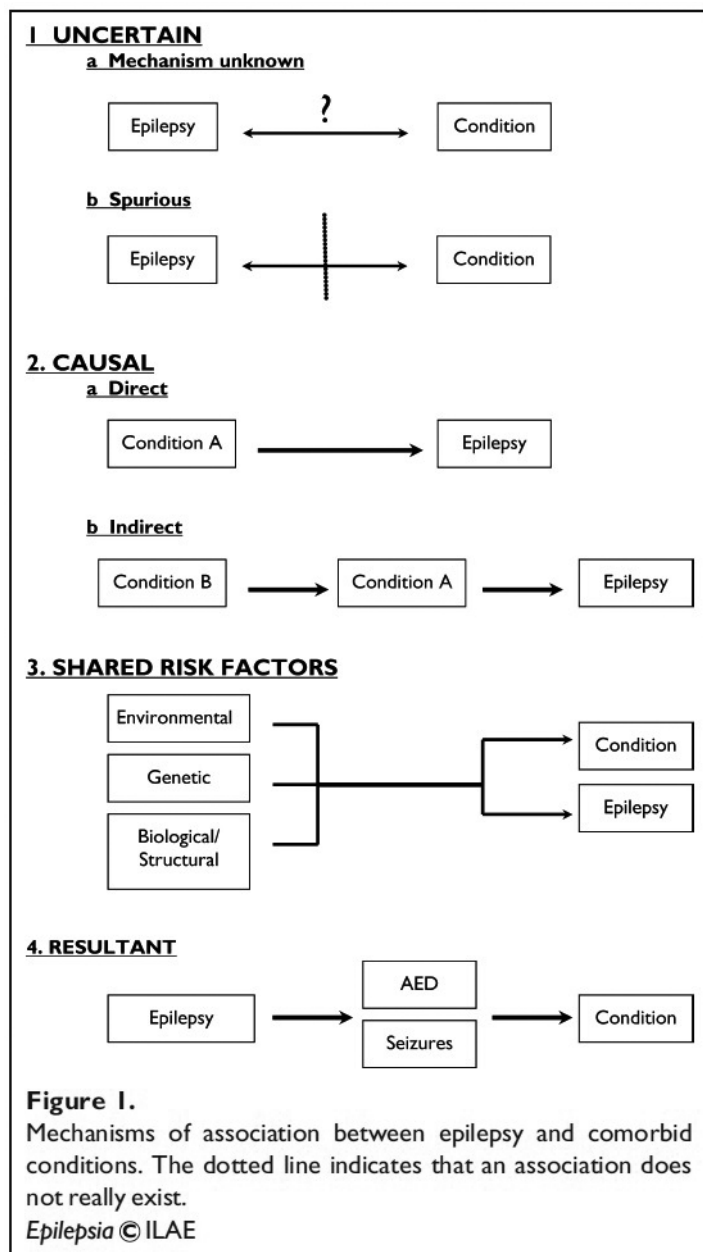 1 UNCERTAIN
a Mechanism unknown
?
Epilepsy
Condition
b Spurious
Epilepsy
Condition
2. CAUSAL
a Direct
Condition A
Epilepsy
b Indirect
Condition B
Condition A
Epilepsy
3. SHARED RISK FACTORS
Environmental
Genetic
Biological/
Structural
Condition
Epilepsy
4. RESULTANT
Epilepsy
AED
Seizures
Condition
Figure 1.
Mechanisms of association between epilepsy and comorbid
conditions. The dotted line indicates that an association does
not really exist.
Epilepsia © ILAE